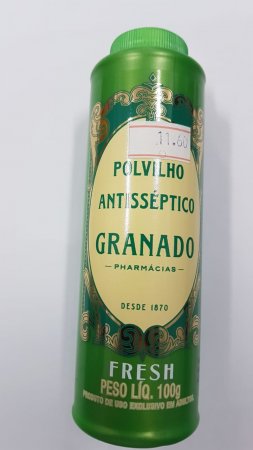 11.60
POLVILHO
ANTISSÉPTICO
GRANADO
PHARMÁCIAS
DESDE 1870
FRESH
PESO LÍQ. 100g
PRODUTO DE USO EXCLUSIVO EM ADULTOS